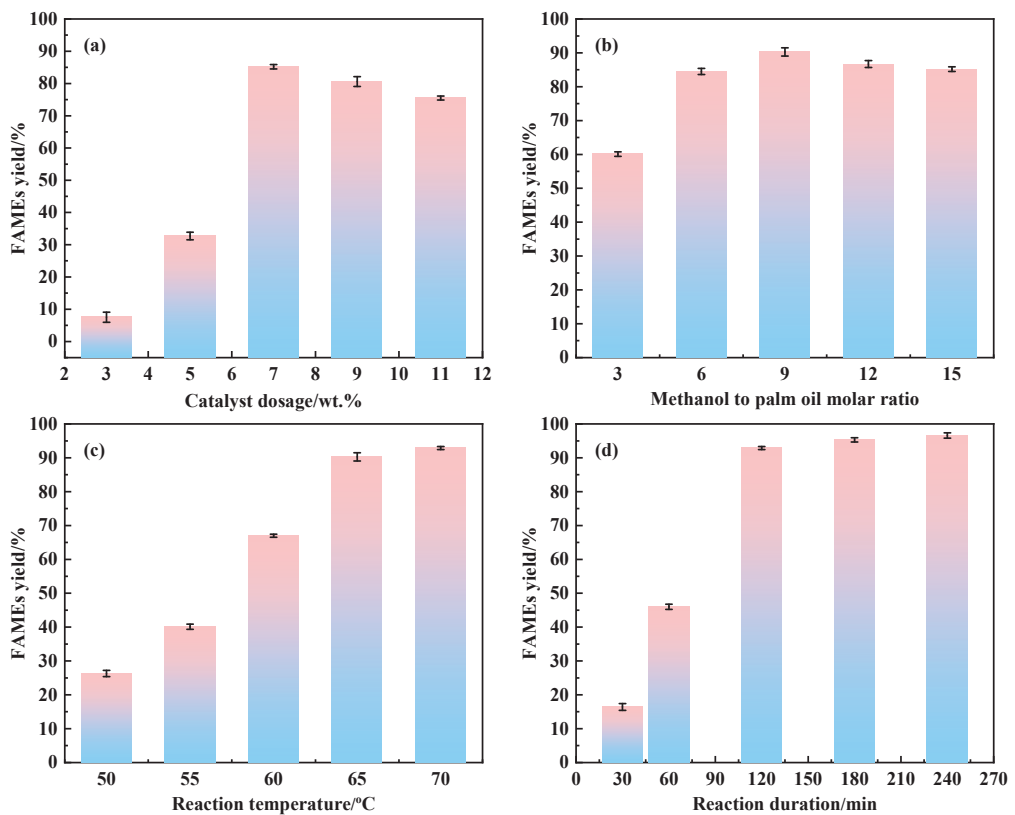 (a)
FAMEs yield/%
100
90
80
70
60
50
40
30
20
10
0
2 3 4 5 6 7 8 9 10 11 12
Catalyst dosage/wt.%
(b)
FAMEs yield/%
100
90
80
70
60
50
40
30
20
10
0
3 6 9 12 15
Methanol to palm oil molar ratio
(c)
FAMEs yield/%
100
90
80
70
60
50
40
30
20
10
0
50 55 60 65 70
Reaction temperature/°C
(d)
FAMEs yield/%
100
90
80
70
60
50
40
30
20
10
0
0 30 60 90 120 150 180 210 240 270
Reaction duration/min